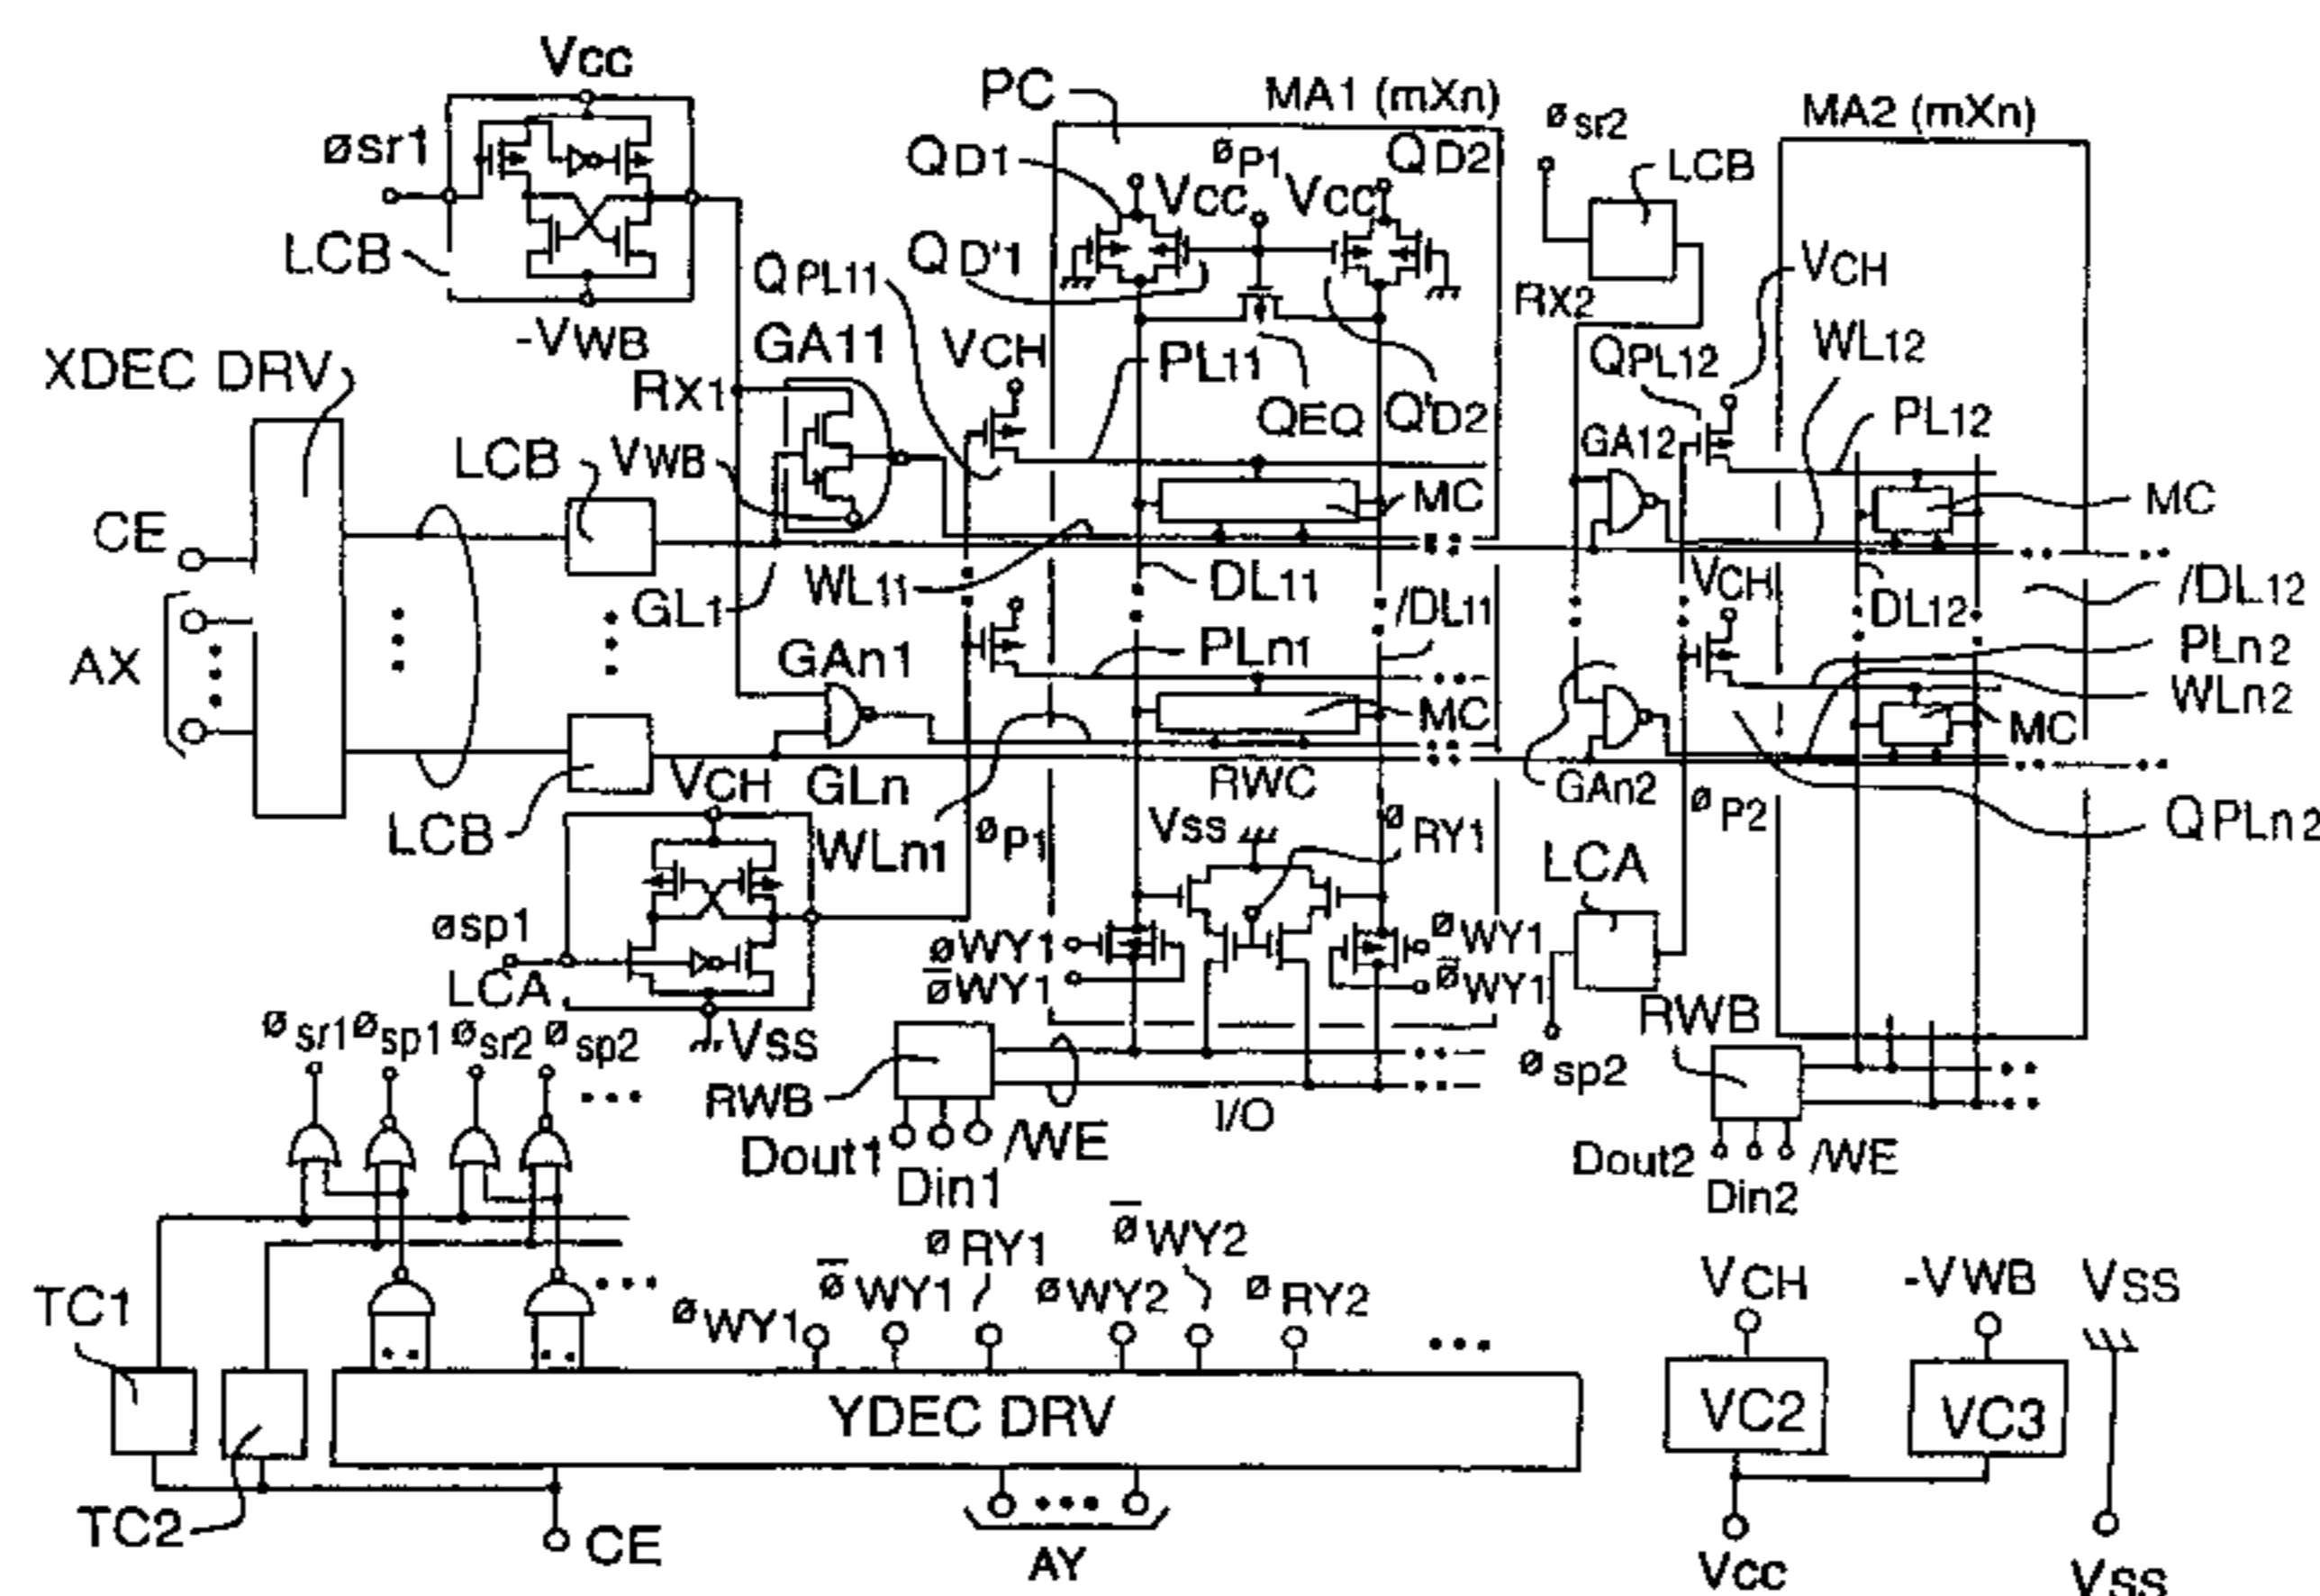 Vcc
PC
MA1 (mXn)
MA2 (mXn)
øsr1
QD1
øP1
QD2
øsr2
LCB
Vcc
Vcc
LCB
QD'1
QPL11
VCH
RX2
-VWB
GA11
VCH
PL11
QPL12
WL12
XDEC DRV
RX1
QEQ
Q'D2
PL12
GA12
LCB
VWB
MC
MC
CE
WL11
DL11
VCH
/DL12
GL1
/DL11
DL12
AX
GAn1
PLn1
PLn2
WLn2
MC
MC
VCH
GLn
RWC
GAn2
øP2
QPLn2
LCB
WLn1
øP1
Vss
øRY1
LCA
øsp1
øWY1
øWY1
LCA
ø̅WY1
ø̅WY1
RWB
øsr1 øsp1 øsr2 øsp2
Vss
øsp2
RWB
I/O
Dout1
/WE
Dout2
/WE
Din1
Din2
TC1
øWY1
ø̅WY1
øRY1
øWY2
ø̅WY2
øRY2
VCH
-VWB
VSS
YDEC DRV
VC2
VC3
TC2
CE
AY
Vcc
Vss